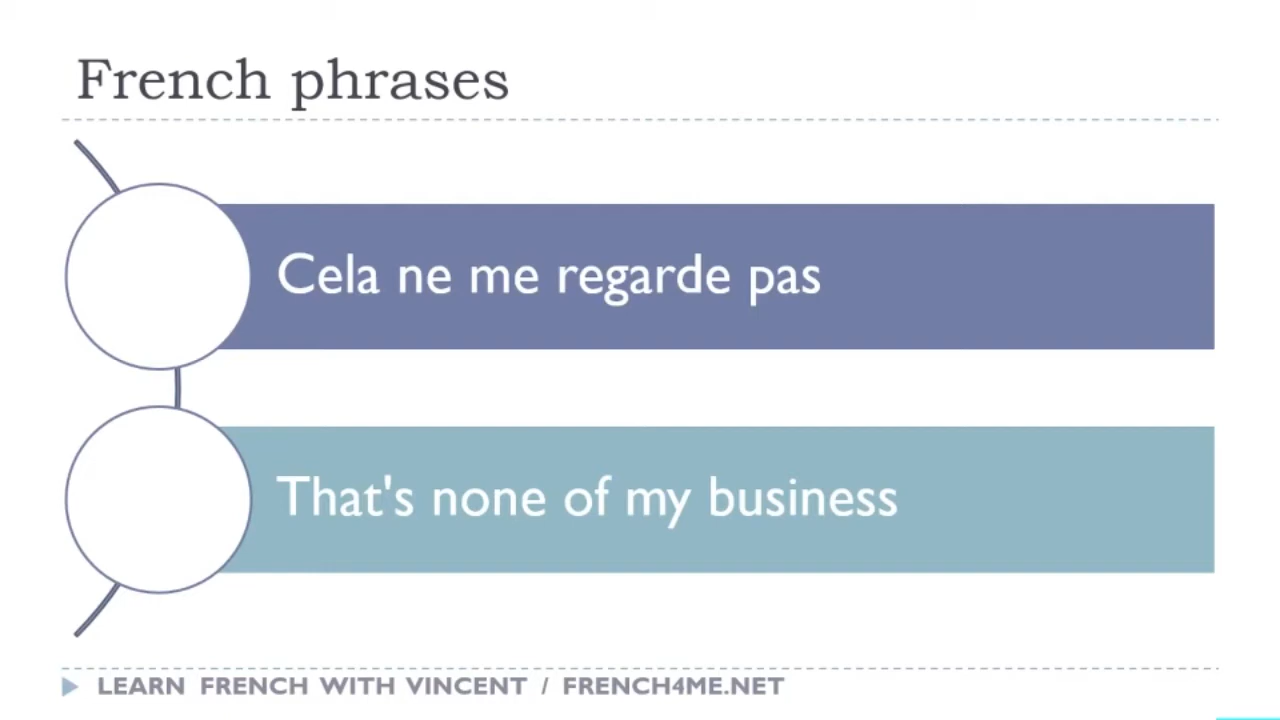 French phrases
Cela ne me regarde pas
That's none of my business
LEARN FRENCH WITH VINCENT / FRENCH4ME.NET